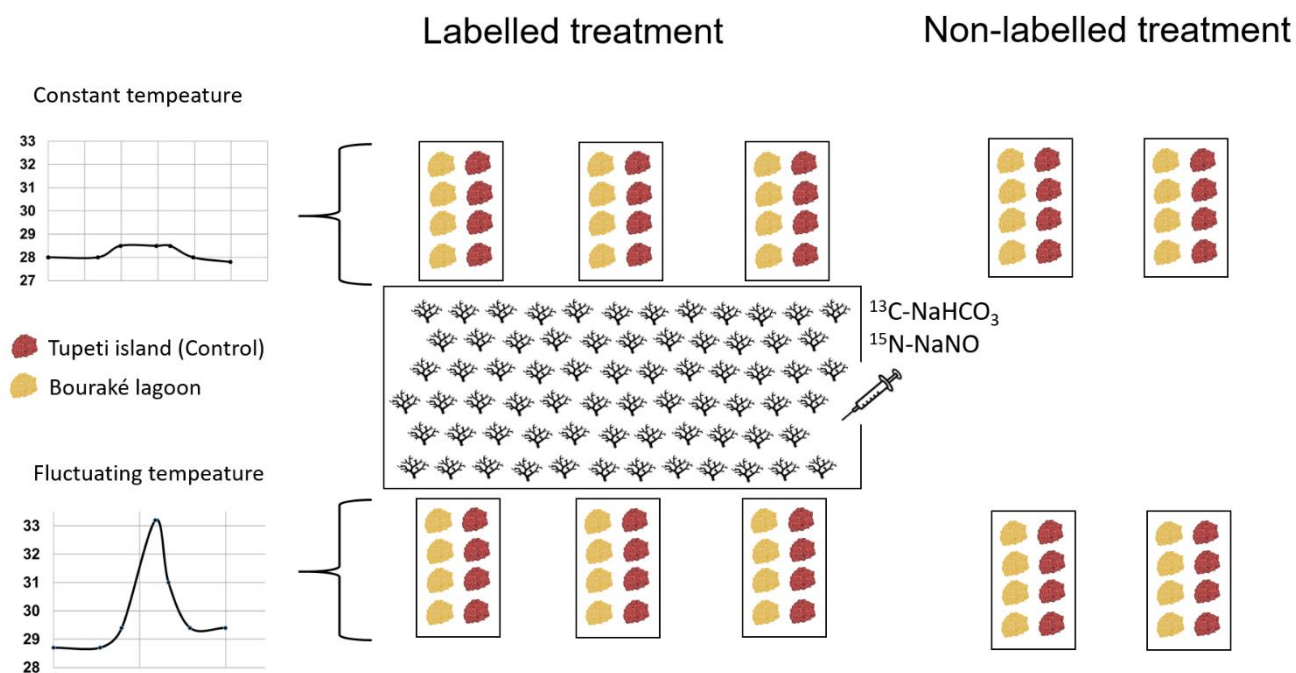 Labelled treatment
Non-labelled treatment
Constant tempeature
33
32
31
30
29
28
27
¹³C-NaHCO₃
¹⁵N-NaNO
Tupeti island (Control)
Bouraké lagoon
Fluctuating tempeature
33
32
31
30
29
28